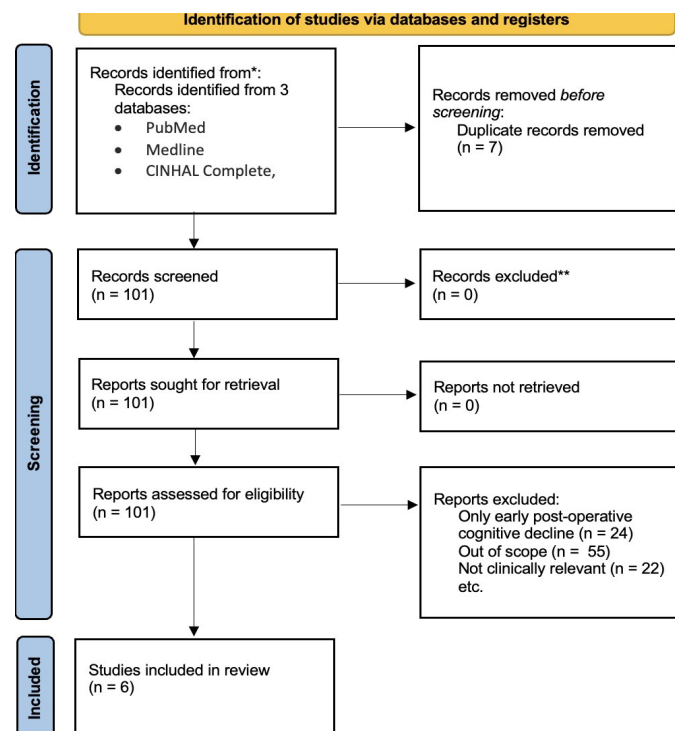 Identification of studies via databases and registers
Identification
Records identified from*:
Records identified from 3
databases:
• PubMed
• Medline
• CINHAL Complete,
Records removed before
screening:
Duplicate records removed
(n = 7)
Screening
Records screened
(n = 101)
Records excluded**
(n = 0)
Reports sought for retrieval
(n = 101)
Reports not retrieved
(n = 0)
Reports assessed for eligibility
(n = 101)
Reports excluded:
Only early post-operative
cognitive decline (n = 24)
Out of scope (n = 55)
Not clinically relevant (n = 22)
etc.
Included
Studies included in review
(n = 6)